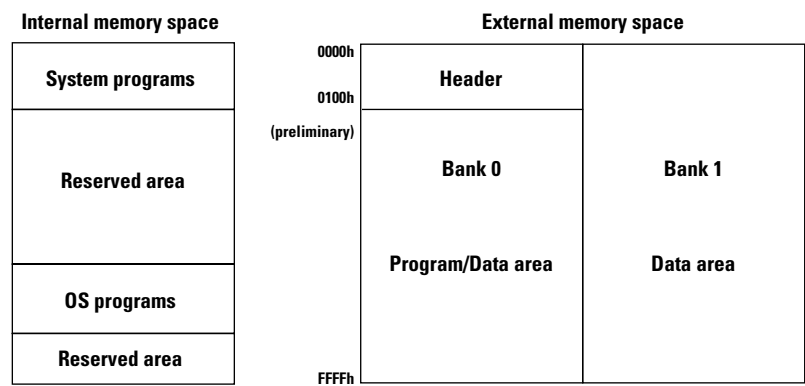 Internal memory space
System programs
Reserved area
OS programs
Reserved area
External memory space
0000h
0100h
(preliminary)
FFFFh
Header
Bank 0
Program/Data area
Bank 1
Data area